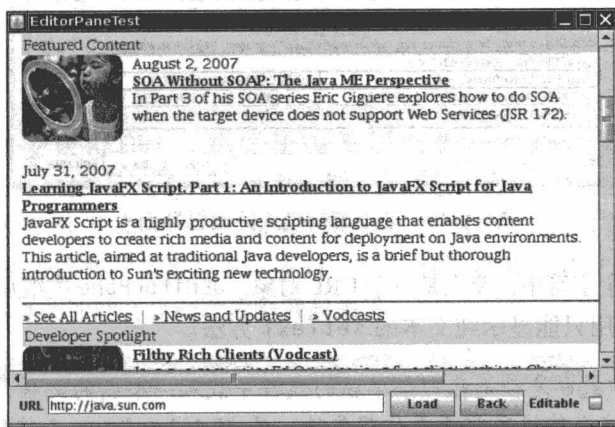 EditorPaneTest
Featured Content
August 2, 2007
SOA Without SOAP: The Java ME Perspective
In Part 3 of his SOA series Eric Giguere explores how to do SOA
when the target device does not support Web Services (JSR 172).
July 31, 2007
Learning JavaFX Script, Part 1: An Introduction to JavaFX Script for Java
Programmers
JavaFX Script is a highly productive scripting language that enables content
developers to create rich media and content for deployment on Java environments.
This article, aimed at traditional Java developers, is a brief but thorough
introduction to Sun's exciting new technology.
» See All Articles | » News and Updates | » Vodcasts
Developer Spotlight
Filthy Rich Clients (Vodcast)
URL http://java.sun.com Load Back Editable